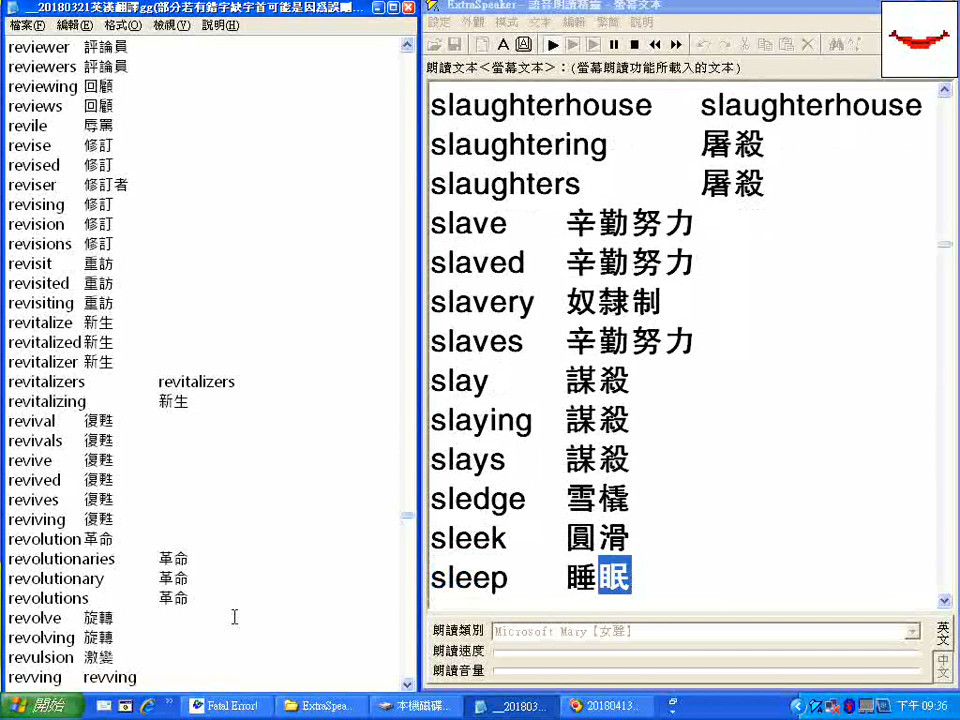 __20180321英漢翻譯gg(部分若有錯字缺字首可能是因爲誤刪...
檔案(F) 編輯(E) 格式(O) 檢視(V) 說明(H)
reviewer 評論員
reviewers 評論員
reviewing 回顧
reviews 回顧
revile 辱罵
revise 修訂
revised 修訂
reviser 修訂者
revising 修訂
revision 修訂
revisions 修訂
revisit 重訪
revisited 重訪
revisiting 重訪
revitalize 新生
revitalized 新生
revitalizer 新生
revitalizers revitalizers
revitalizing 新生
revival 復甦
revivals 復甦
revive 復甦
revived 復甦
revives 復甦
reviving 復甦
revolution 革命
revolutionaries 革命
revolutionary 革命
revolutions 革命
revolve 旋轉
revolving 旋轉
revulsion 激變
revving revving
ExtraSpeaker - 語音朗讀精靈 - 螢幕文本
設定 外觀 模式 文本 編輯 繁簡 說明
朗讀文本<螢幕文本>:(螢幕朗讀功能所載入的文本)
slaughterhouse slaughterhouse
slaughtering 屠殺
slaughters 屠殺
slave 辛勤努力
slaved 辛勤努力
slavery 奴隸制
slaves 辛勤努力
slay 謀殺
slaying 謀殺
slays 謀殺
sledge 雪橇
sleek 圓滑
sleep 睡眠
朗讀類別 Microsoft Mary【女聲】
朗讀速度
朗讀音量
英文
中文
開始 Fatal Error! ExtraSpea... 本機磁碟... __201803... 20180413... 下午 09:36